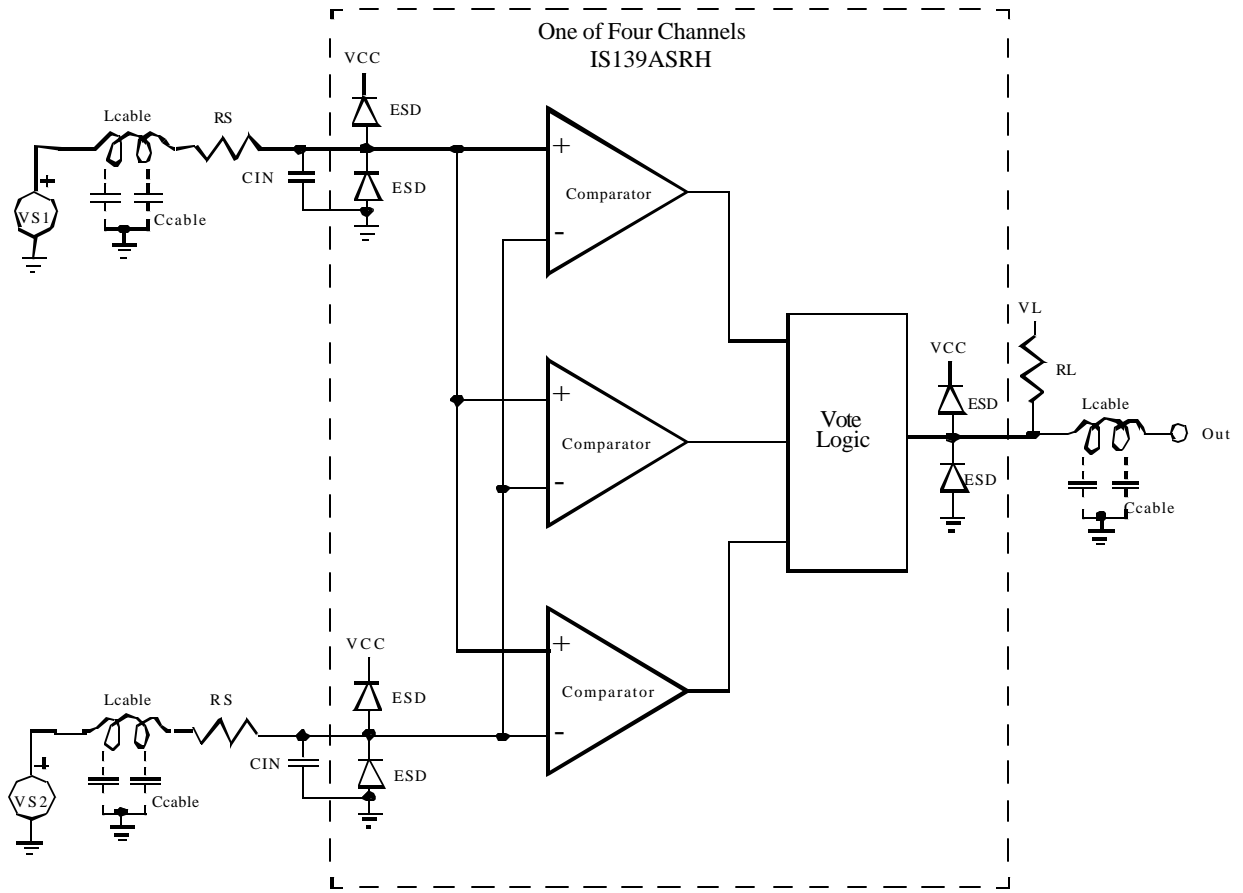 One of Four Channels
IS139ASRH
VCC
ESD
Lcable
RS
+
CIN
ESD
+
Comparator
-
VS1
Ccable
VL
RL
VCC
ESD
Lcable
Out
+
Comparator
-
Vote
Logic
ESD
Ccable
VCC
ESD
+
Comparator
-
Lcable
RS
+
CIN
ESD
VS2
Ccable